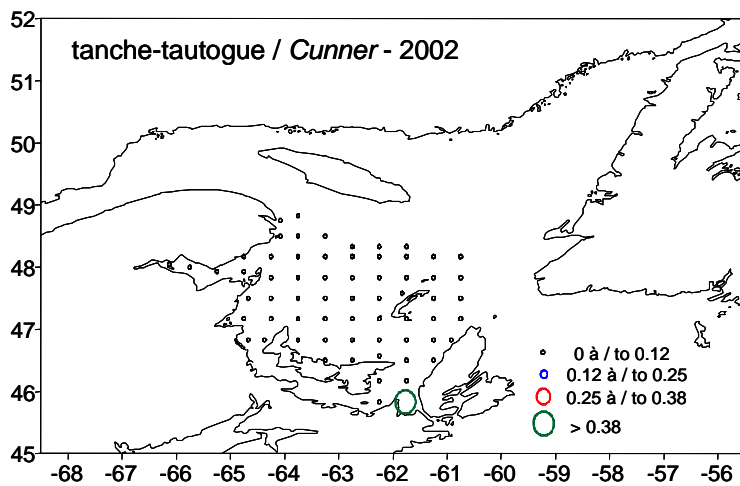 tanche-tautogue / Cunner - 2002
52
51
50
49
48
47
46
45
0 à / to 0.12
0.12 à / to 0.25
0.25 à / to 0.38
> 0.38
-68 -67 -66 -65 -64 -63 -62 -61 -60 -59 -58 -57 -56